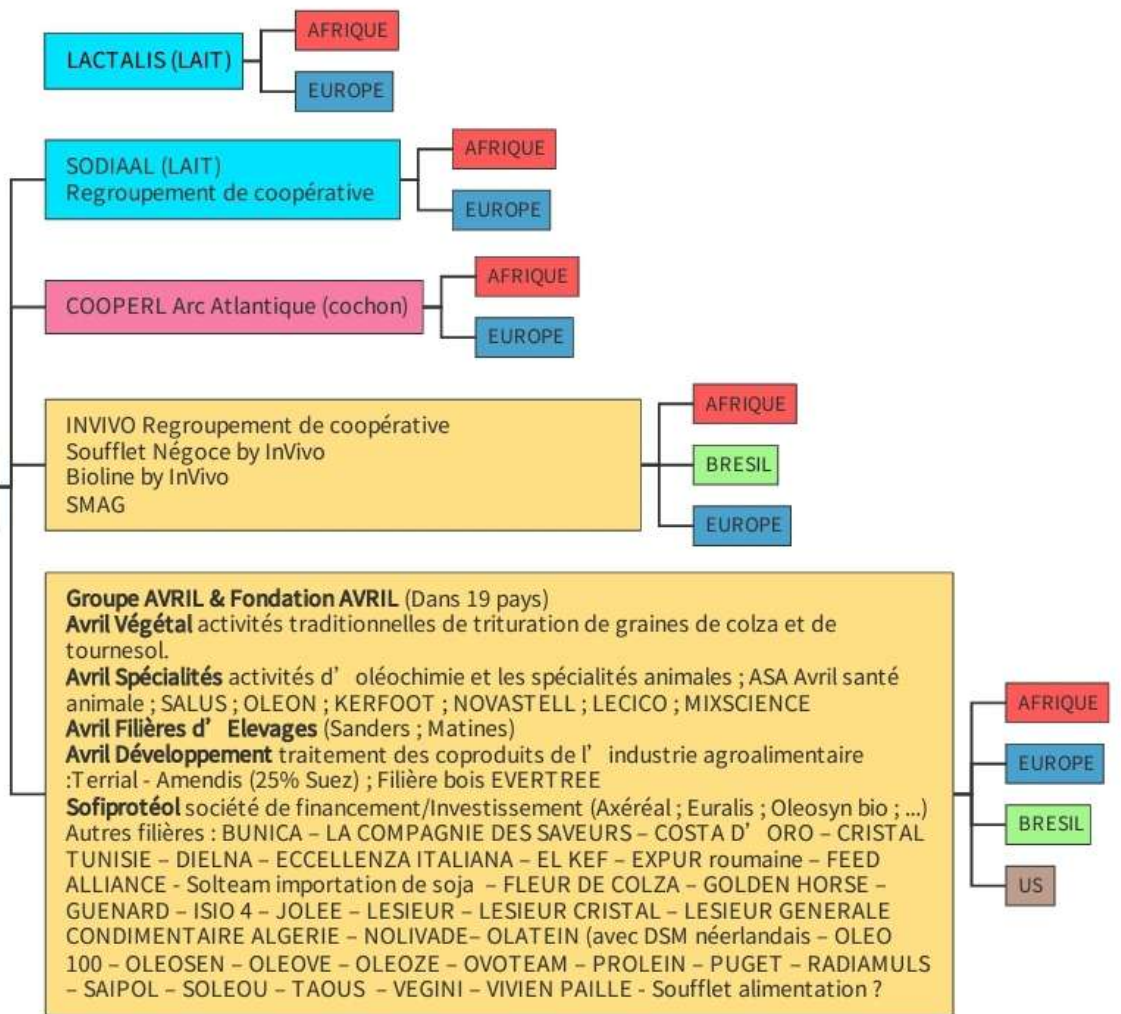 LACTALIS (LAIT)
AFRIQUE
EUROPE
SODIAAL (LAIT)
Regroupement de coopérative
AFRIQUE
EUROPE
COOPERL Arc Atlantique (cochon)
AFRIQUE
EUROPE
INVIVO Regroupement de coopérative
Soufflet Négoce by InVivo
Bioline by InVivo
SMAG
AFRIQUE
BRESIL
EUROPE
Groupe AVRIL & Fondation AVRIL (Dans 19 pays)
Avril Végétal activités traditionnelles de trituration de graines de colza et de
tournesol.
Avril Spécialités activités d’ oléochimie et les spécialités animales ; ASA Avril santé
animale ; SALUS ; OLEON ; KERFOOT ; NOVASTELL ; LECICO ; MIXSCIENCE
Avril Filières d’ Elevages (Sanders ; Matines)
Avril Développement traitement des coproduits de l’ industrie agroalimentaire
:Terrial - Amendis (25% Suez) ; Filière bois EVERTREE
Sofiprotéol société de financement/Investissement (Axéréal ; Euralis ; Oleosyn bio ; ...)
Autres filières : BUNICA – LA COMPAGNIE DES SAVEURS – COSTA D’ ORO – CRISTAL
TUNISIE – DIELNA – ECCELLENZA ITALIANA – EL KEF – EXPUR roumaine – FEED
ALLIANCE - Solteam importation de soja – FLEUR DE COLZA – GOLDEN HORSE –
GUENARD – ISIO 4 – JOLEE – LESIEUR – LESIEUR CRISTAL – LESIEUR GENERALE
CONDIMENTAIRE ALGERIE – NOLIVADE– OLATEIN (avec DSM néerlandais – OLEO
100 – OLEOSEN – OLEOVE – OLEOZE – OVOTEAM – PROLEIN – PUGET – RADIAMULS
– SAIPOL – SOLEOU – TAOUS – VEGINI – VIVIEN PAILLE - Soufflet alimentation ?
AFRIQUE
EUROPE
BRESIL
US